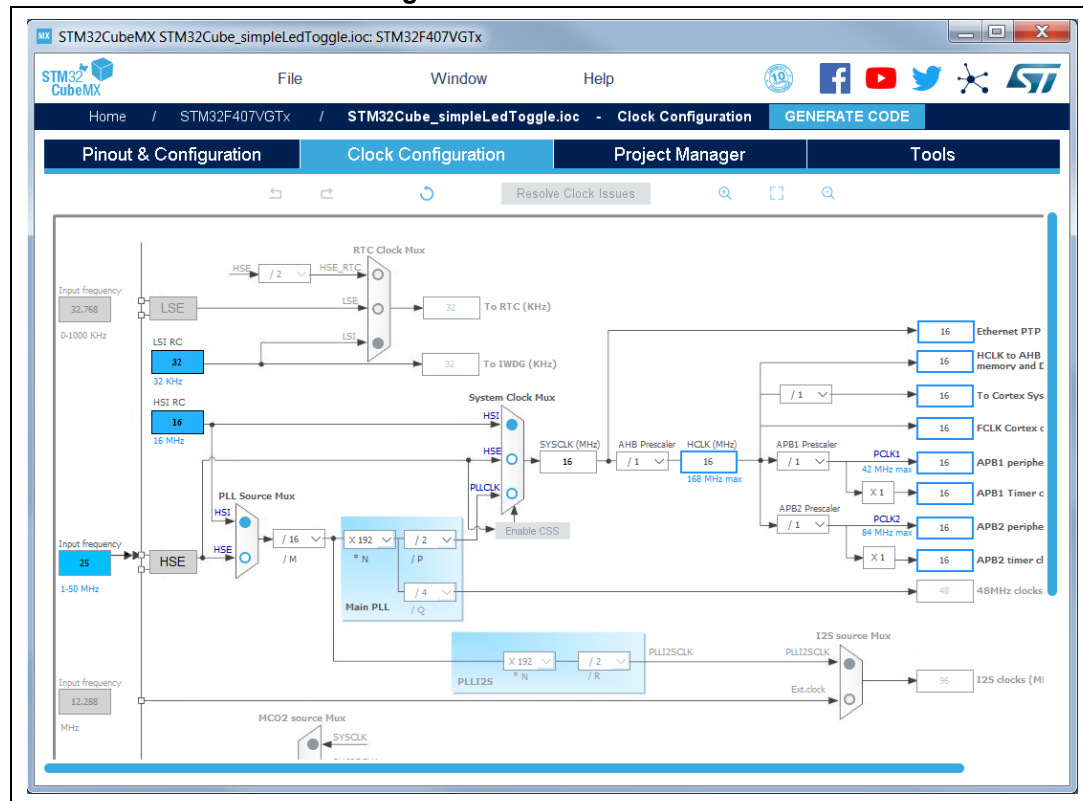 MX STM32CubeMX STM32Cube_simpleLedToggle.ioc: STM32F407VGTx
STM32 CubeMX File Window Help 10
Home / STM32F407VGTx / STM32Cube_simpleLedToggle.ioc - Clock Configuration GENERATE CODE
Pinout & Configuration Clock Configuration Project Manager Tools
Resolve Clock Issues
RTC Clock Mux
HSE / 2 HSE_RTC
Input frequency
32.768 LSE LSE 32 To RTC (KHz)
0-1000 KHz
LSI RC LSI
32 32 To IWDG (KHz)
32 KHz
HSI RC
16
16 MHz
System Clock Mux
HSI
HSE
PLLCLK
Enable CSS
SYSCLK (MHz) AHB Prescaler HCLK (MHz)
16 / 1 16
168 MHz max
16 Ethernet PTP
16 HCLK to AHB
memory and D
/ 1 16 To Cortex Sys
16 FCLK Cortex c
APB1 Prescaler
/ 1 PCLK1 16 APB1 periphe
42 MHz max
X 1 16 APB1 Timer c
APB2 Prescaler
/ 1 PCLK2 16 APB2 periphe
84 MHz max
X 1 16 APB2 timer cl
48 48MHz clocks
PLL Source Mux
HSI
HSE
Input frequency
25 HSE
1-50 MHz
/ 16 X 192 / 2
/ M * N / P
/ 4
Main PLL / Q
X 192 / 2 PLLI2SCLK
PLLI2S * N / R
I2S source Mux
PLLI2SCLK
Ext.clock
96 I2S clocks (MI
Input frequency
12.288
MHz
MCO2 source Mux
SYSCLK